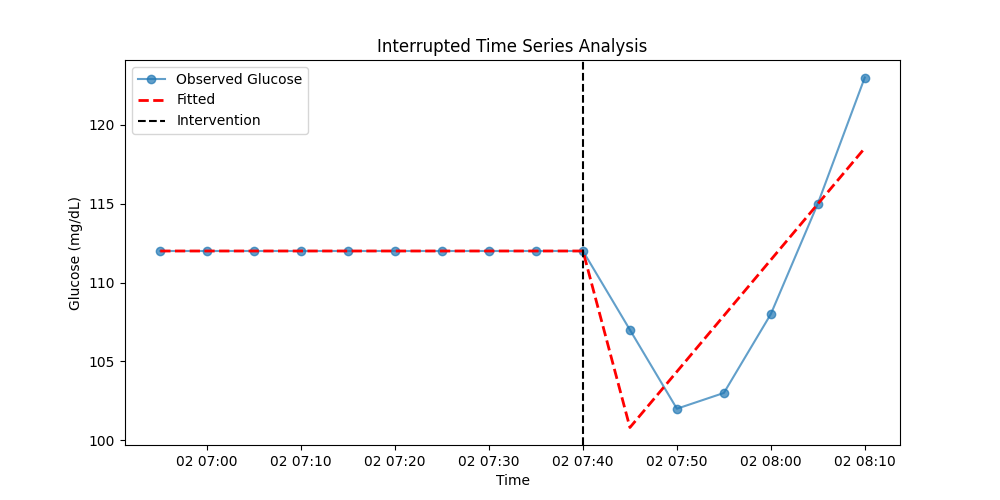 Interrupted Time Series Analysis
Observed Glucose
Fitted
Intervention
Glucose (mg/dL)
120
115
110
105
100
02 07:00 02 07:10 02 07:20 02 07:30 02 07:40 02 07:50 02 08:00 02 08:10
Time